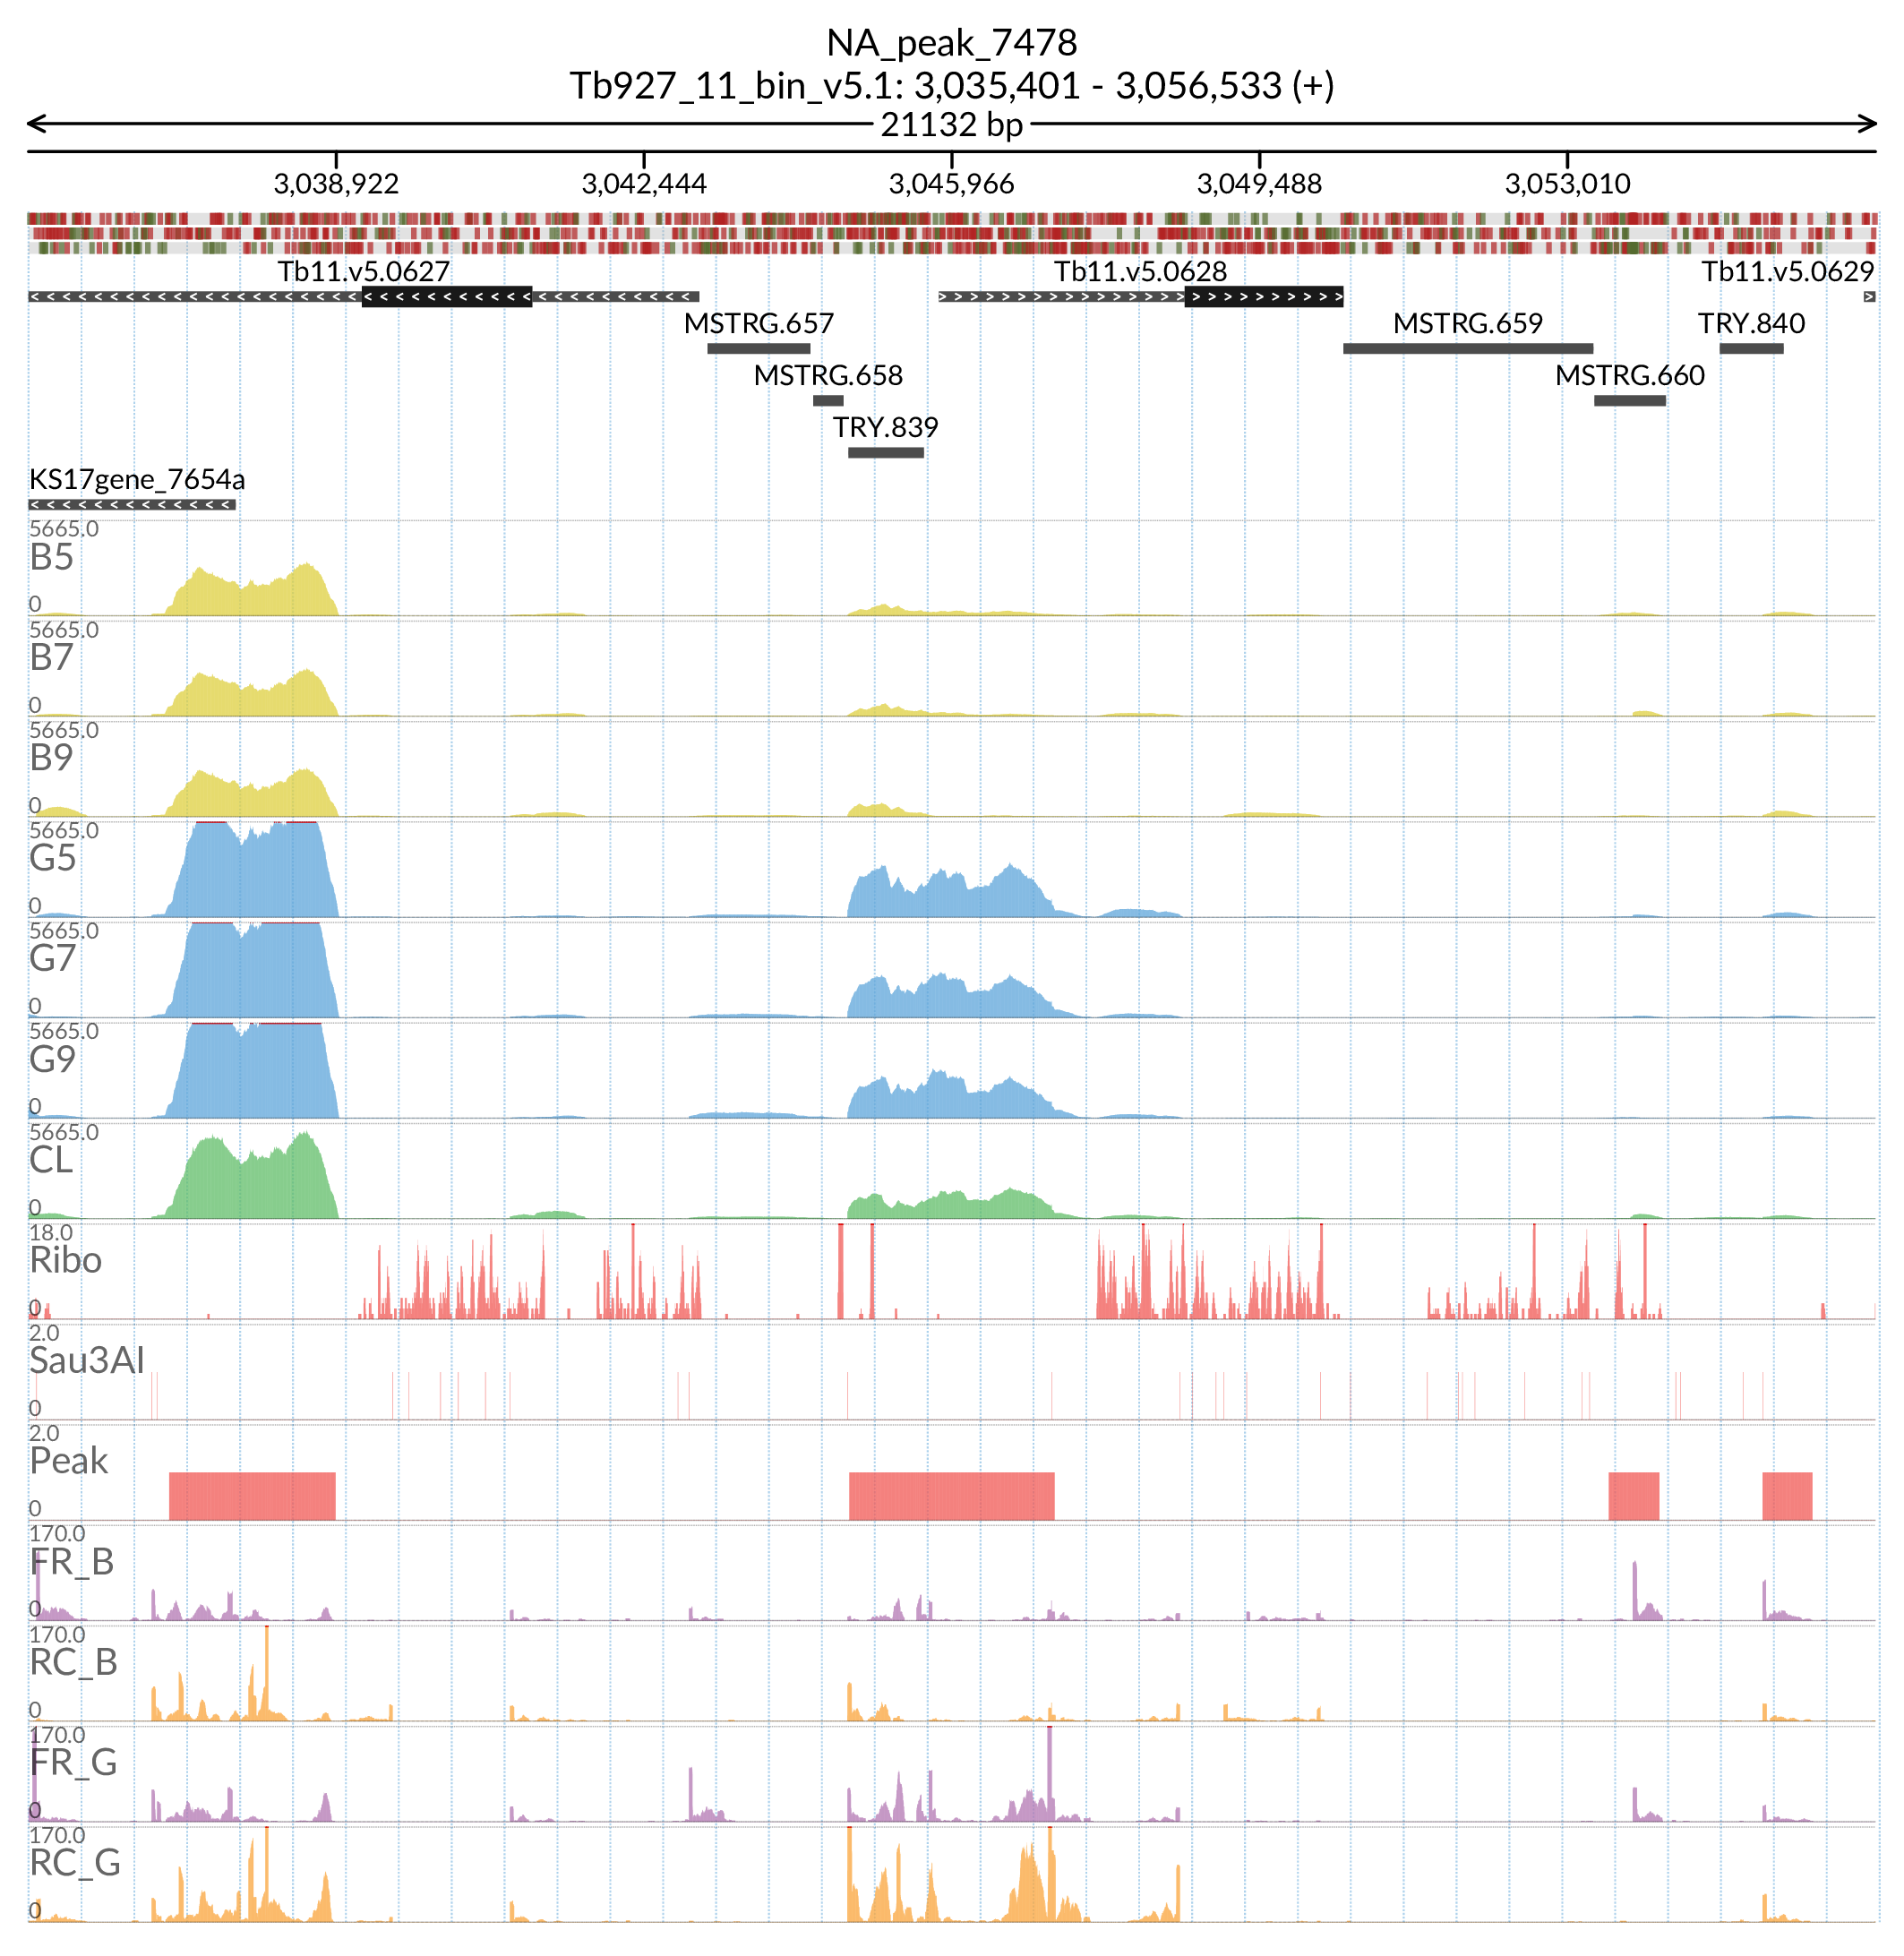 NA_peak_7478
Tb927_11_bin_v5.1: 3,035,401 - 3,056,533 (+)
21132 bp
3,038,922 3,042,444 3,045,966 3,049,488 3,053,010
Tb11.v5.0627 Tb11.v5.0628 Tb11.v5.0629
MSTRG.657 MSTRG.659 TRY.840
MSTRG.658 MSTRG.660
TRY.839
KS17gene_7654a
5665.0
B5
0
5665.0
B7
0
5665.0
B9
0
5665.0
G5
0
5665.0
G7
0
5665.0
G9
0
5665.0
CL
0
18.0
Ribo
0
2.0
Sau3AI
0
2.0
Peak
0
170.0
FR_B
0
170.0
RC_B
0
170.0
FR_G
0
170.0
RC_G
0